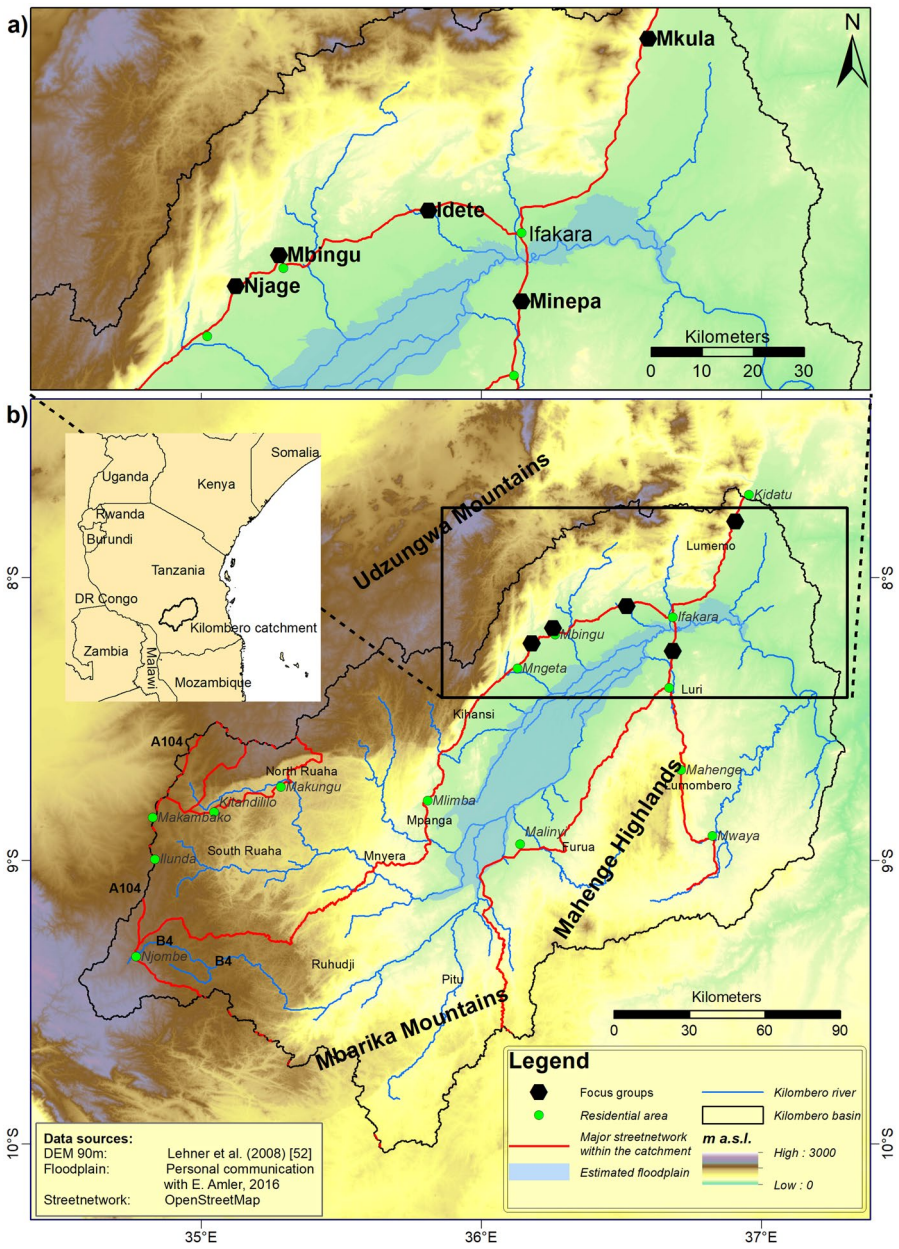 a)
N
Mkula
Idete
Ifakara
Mbingu
Njage
Minepa
Kilometers
0 10 20 30
b)
Somalia
Uganda
Kenya
Rwanda
Burundi
Tanzania
DR Congo
Kilombero catchment
Zambia
Malawi
Mozambique
Udzungwa Mountains
Kidatu
Lumemo
8°S
8°S
Ifakara
Mbingu
Mngeta
Luri
Kihansi
A104
North Ruaha
Makungu
Mahenge
Lumombero
Kitandililo
Mlimba
Makambako
Mpanga
Malinyi
Mwaya
South Ruaha
Mnyera
Furua
Ilunda
9°S
9°S
A104
Mahenge Highlands
B4
Njombe
B4
Ruhudji
Pitu
Mbarika Mountains
Kilometers
0 30 60 90
Legend
Focus groups
Residential area
Major streetnetwork
within the catchment
Estimated floodplain
Kilombero river
Kilombero basin
m a.s.l.
High : 3000
Low : 0
Data sources:
DEM 90m: Lehner et al. (2008) [52]
Floodplain: Personal communication
with E. Amler, 2016
Streetnetwork: OpenStreetMap
10°S
10°S
35°E
36°E
37°E